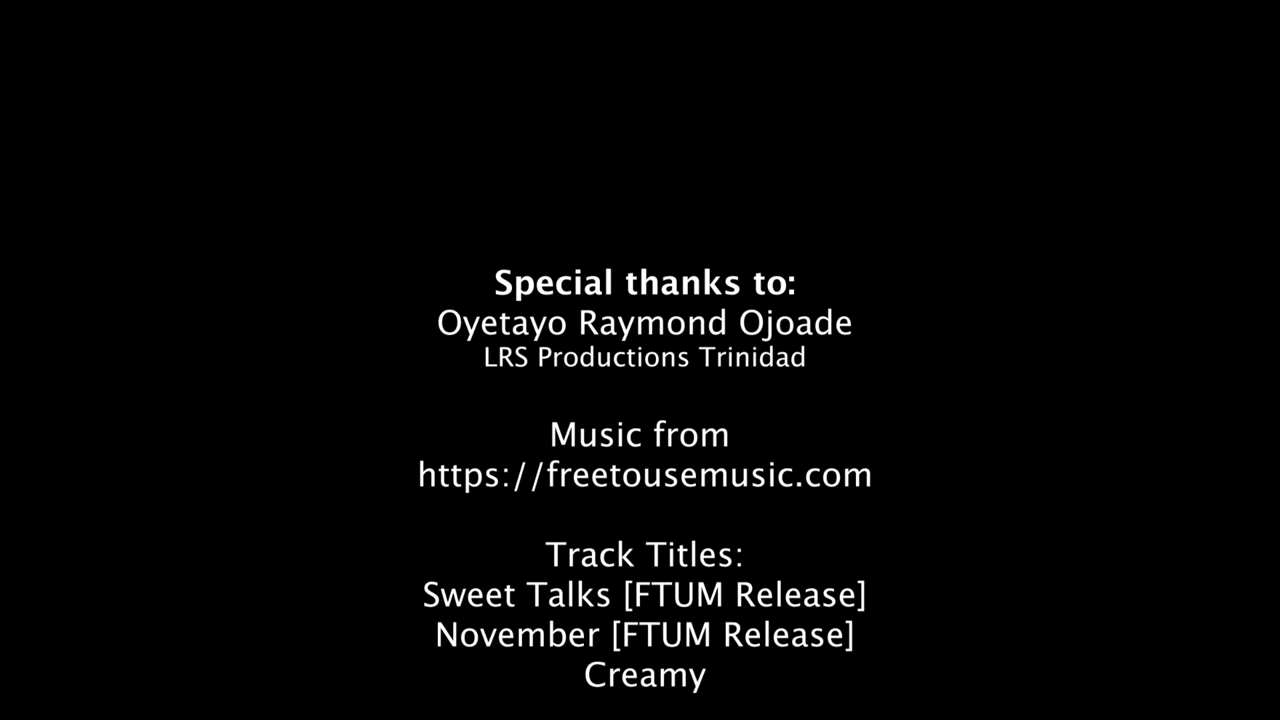 Special thanks to:
Oyetayo Raymond Ojoade
LRS Productions Trinidad
Music from
https://freetousemusic.com
Track Titles:
Sweet Talks [FTUM Release]
November [FTUM Release]
Creamy